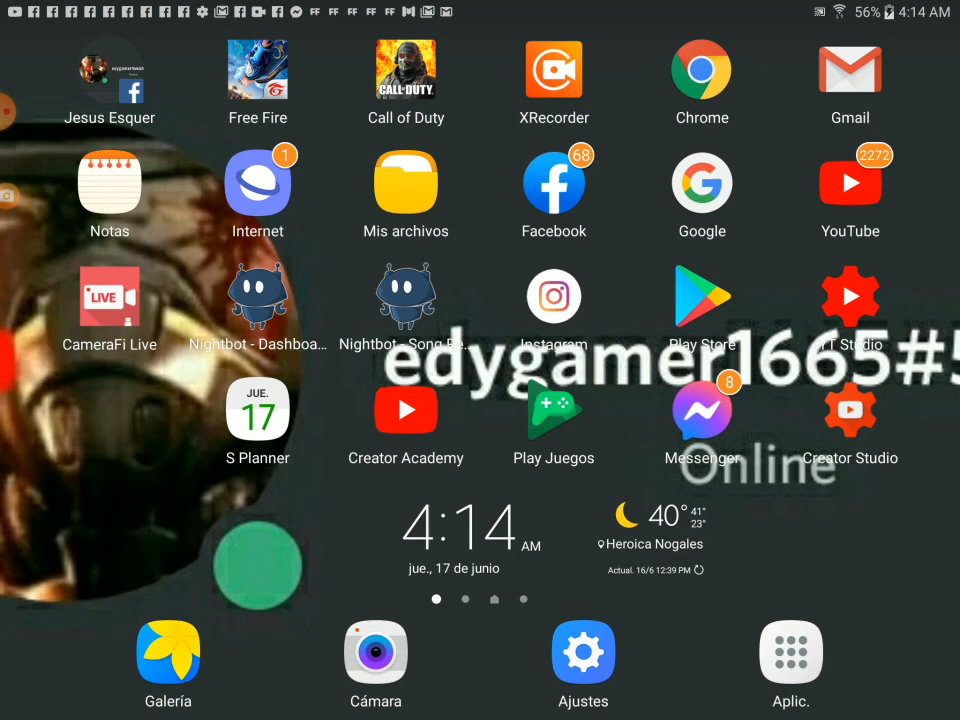 56% 4:14 AM
Jesus Esquer
Free Fire
CALL OF DUTY
Call of Duty
XRecorder
Chrome
Gmail
1
68
2272
Notas
Internet
Mis archivos
Facebook
Google
YouTube
LIVE
CameraFi Live
Nightbot - Dashboa...
Nightbot - Song Re...
Instagram
Play Store
YT Studio
edygamer1665#5
JUE.
17
8
S Planner
Creator Academy
Play Juegos
Messenger
Creator Studio
Online
4:14 AM
jue., 17 de junio
40° 41°
23°
Heroica Nogales
Actual. 16/6 12:39 PM
Galería
Cámara
Ajustes
Aplic.